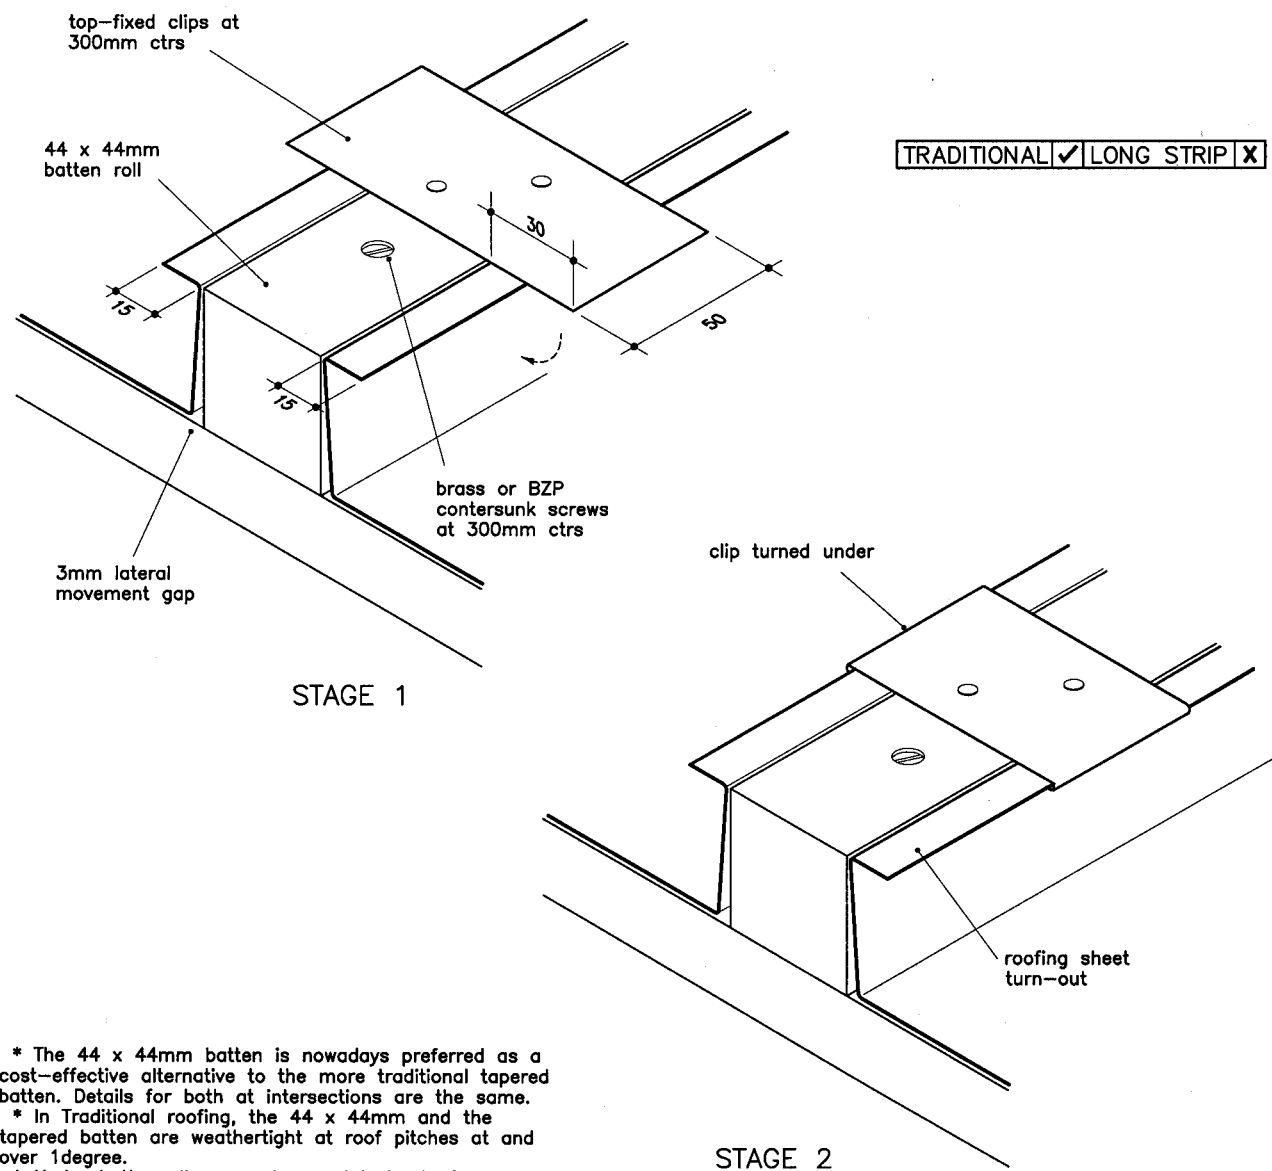 top-fixed clips at
300mm ctrs
44 x 44mm
batten roll
TRADITIONAL ✓ LONG STRIP X
30
15
50
15
brass or BZP
contersunk screws
at 300mm ctrs
3mm lateral
movement gap
STAGE 1
clip turned under
roofing sheet
turn-out
* The 44 x 44mm batten is nowadays preferred as a
cost-effective alternative to the more traditional tapered
batten. Details for both at intersections are the same.
* In Traditional roofing, the 44 x 44mm and the
tapered batten are weathertight at roof pitches at and
over 1degree.
STAGE 2